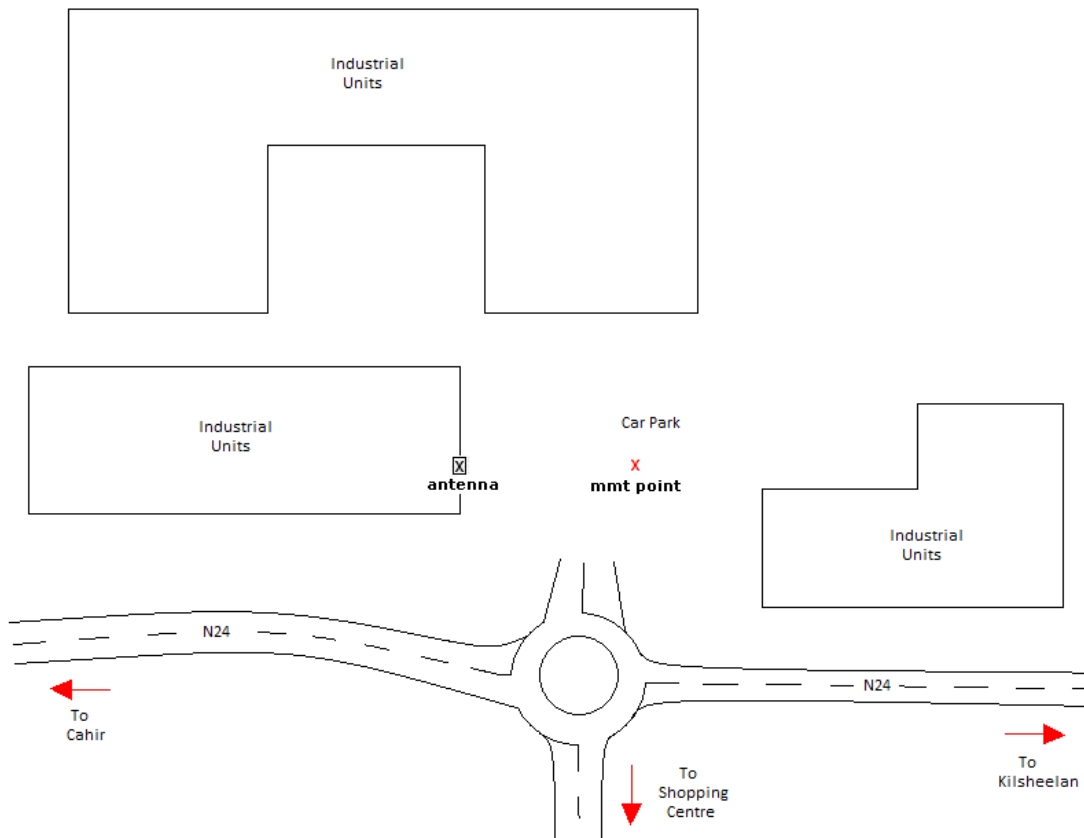 Industrial
Units
Industrial
Units
Car Park
X
antenna
X
mmt point
Industrial
Units
N24
N24
To
Cahir
To
Shopping
Centre
To
Kilsheelan